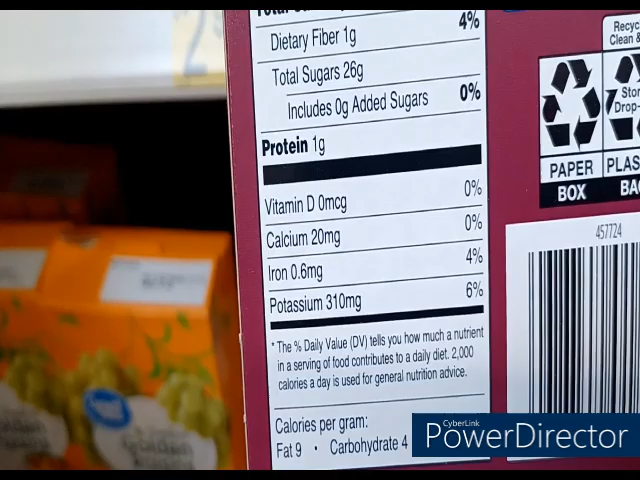 4%
Dietary Fiber 1g
Total Sugars 26g
Includes 0g Added Sugars 0%
Protein 1g
Vitamin D 0mcg 0%
Calcium 20mg 0%
Iron 0.6mg 4%
Potassium 310mg 6%
* The % Daily Value (DV) tells you how much a nutrient
in a serving of food contributes to a daily diet. 2,000
calories a day is used for general nutrition advice.
Calories per gram:
Fat 9 • Carbohydrate 4
PAPER
BOX
457724
Golden
CyberLink
PowerDirector